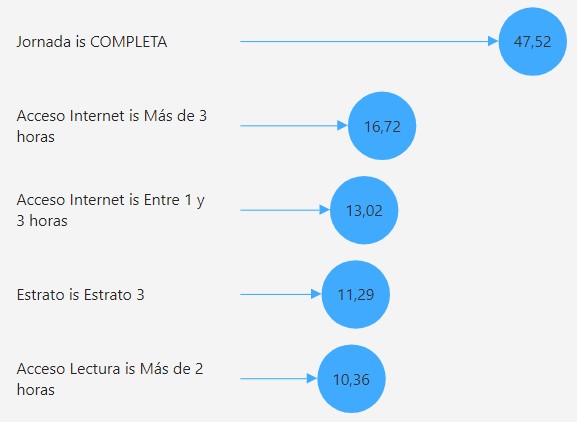 Jornada is COMPLETA
47,52
Acceso Internet is Más de 3
horas
16,72
Acceso Internet is Entre 1 y
3 horas
13,02
Estrato is Estrato 3
11,29
Acceso Lectura is Más de 2
horas
10,36